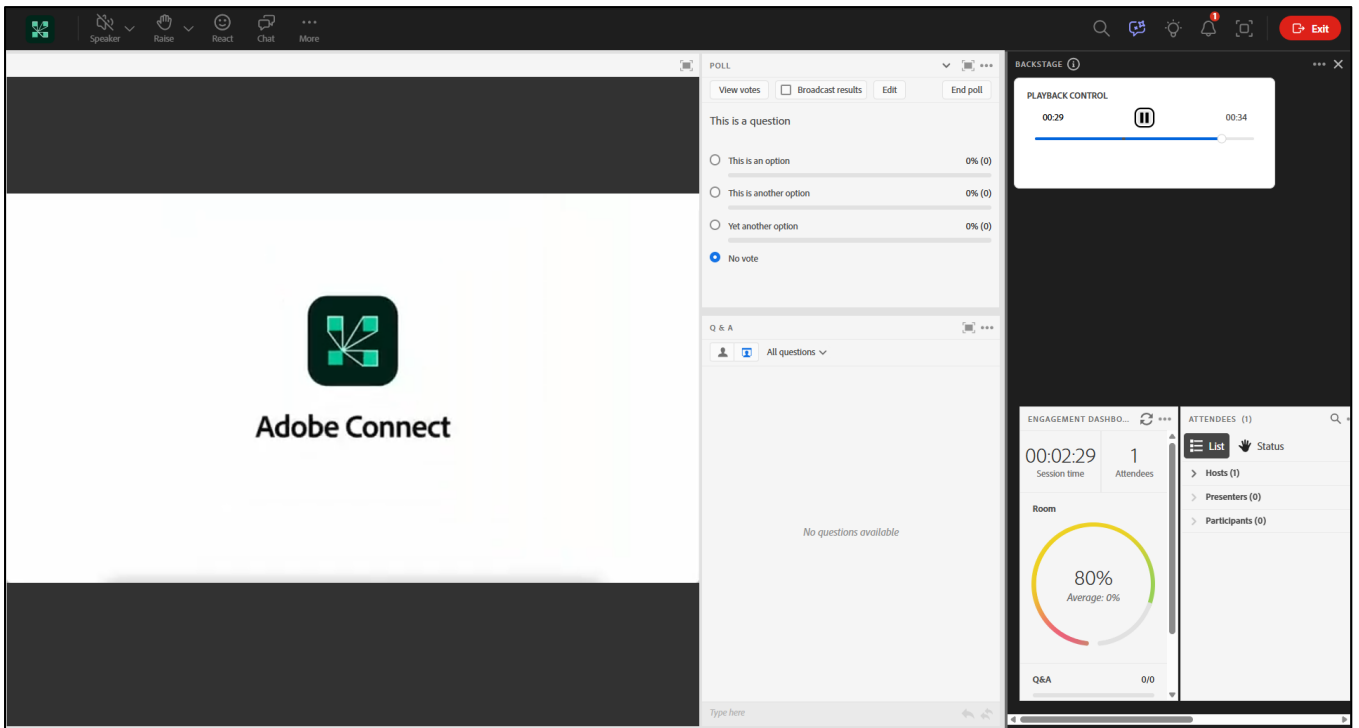 Speaker
Raise
React
Chat
More
1
Exit
POLL
View votes
Broadcast results
Edit
End poll
This is a question
This is an option 0% (0)
This is another option 0% (0)
Yet another option 0% (0)
No vote
Adobe Connect
Q & A
All questions
No questions available
Type here
BACKSTAGE
PLAYBACK CONTROL
00:29 00:34
ENGAGEMENT DASHBO...
00:02:29
Session time
1
Attendees
Room
80%
Average: 0%
Q&A 0/0
ATTENDEES (1)
List
Status
Hosts (1)
Presenters (0)
Participants (0)